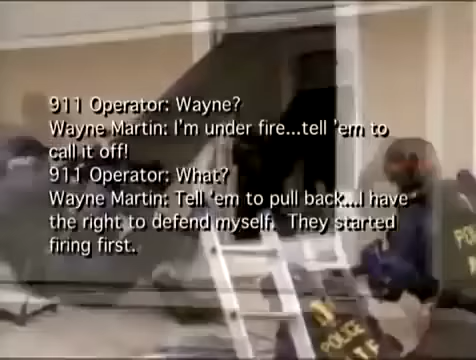 911 Operator: Wayne?
Wayne Martin: I'm under fire...tell 'em to
call it off!
911 Operator: What?
Wayne Martin: Tell 'em to pull back...I have
the right to defend myself.  They started
firing first.
POLICE